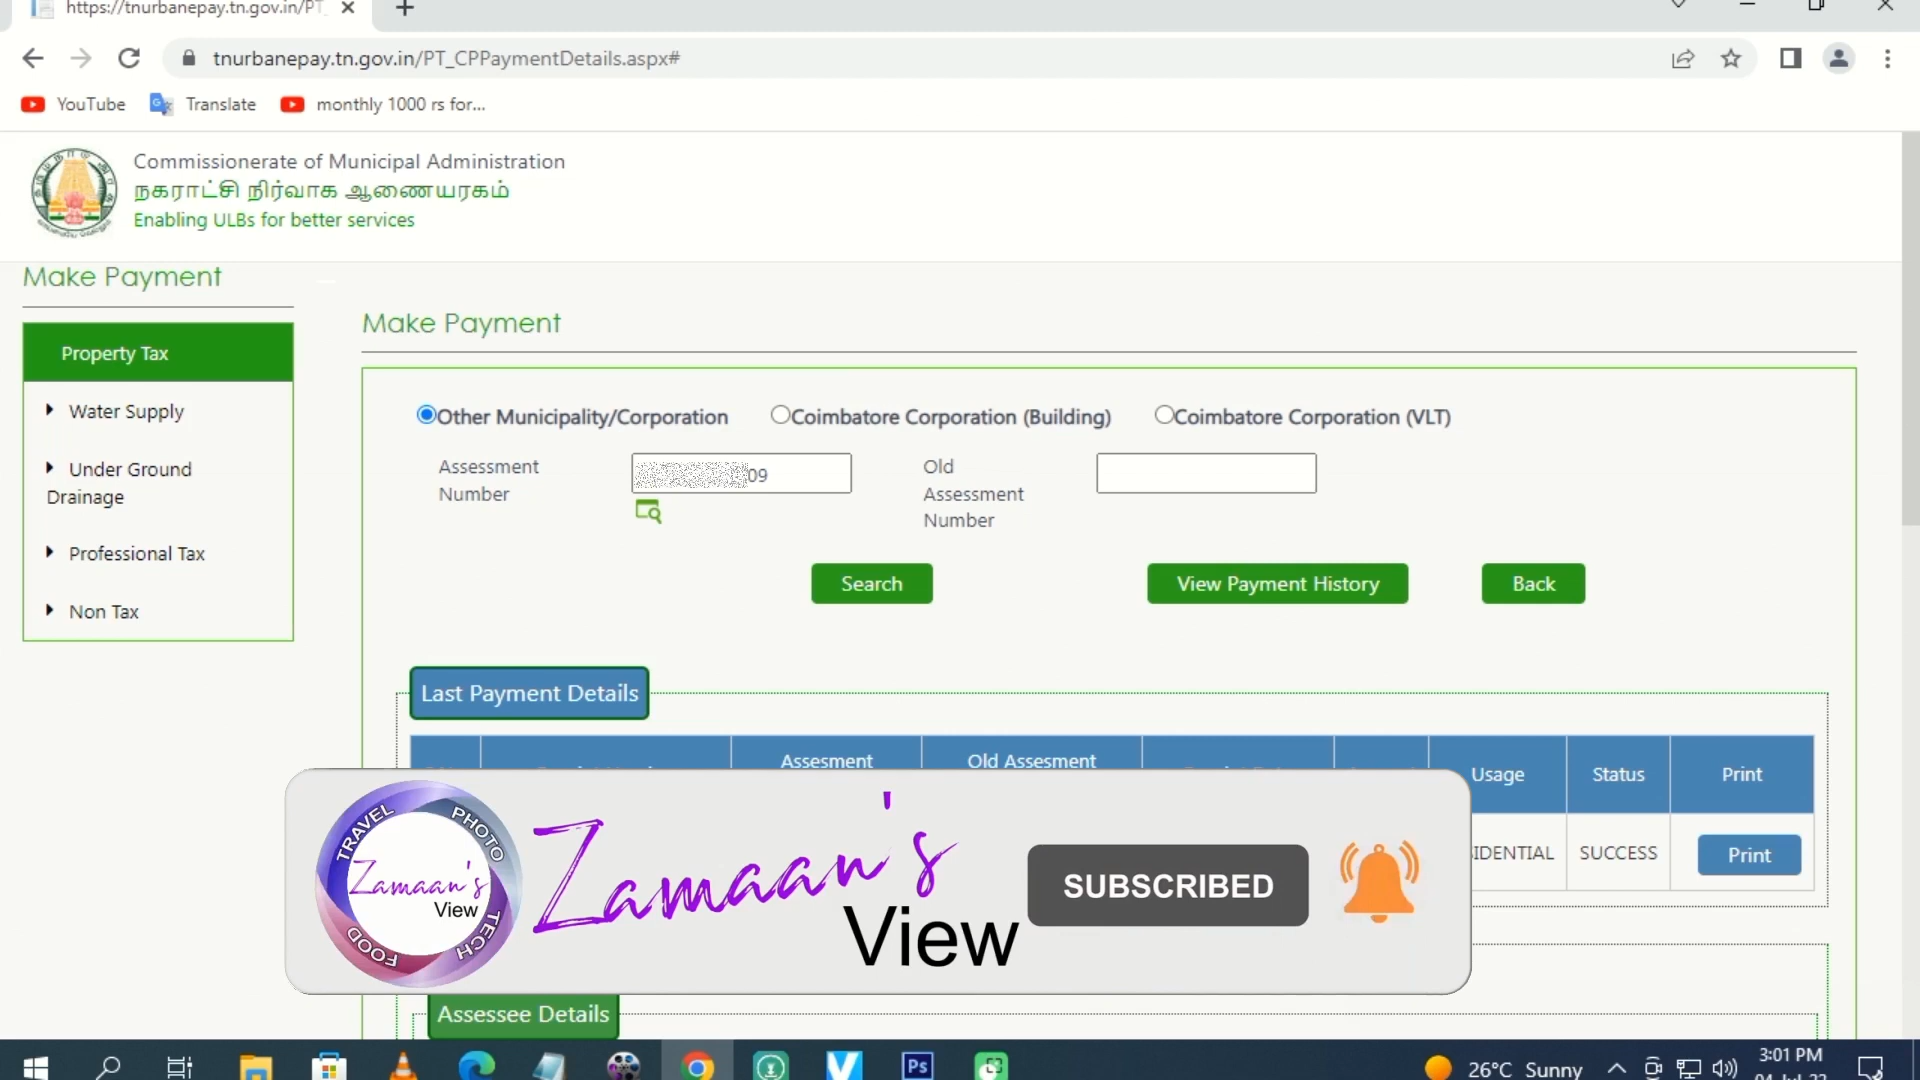 https://tnurbanepay.tn.gov.in/PT_
tnurbanepay.tn.gov.in/PT_CPPaymentDetails.aspx#
YouTube Translate monthly 1000 rs for...
Commissionerate of Municipal Administration
நகராட்சி நிர்வாக ஆணையரகம்
Enabling ULBs for better services
Make Payment
Property Tax
Water Supply
Under Ground
Drainage
Professional Tax
Non Tax
Make Payment
Other Municipality/Corporation Coimbatore Corporation (Building) Coimbatore Corporation (VLT)
Assessment
Number
09
Old
Assessment
Number
Search View Payment History Back
Last Payment Details
Assesment Old Assesment
Usage Status Print
IDENTIAL SUCCESS Print
TRAVEL PHOTO
Zamaan's
View
FOOD TECH
Zamaan's
View
SUBSCRIBED
Assessee Details
Ps
26°C Sunny
3:01 PM